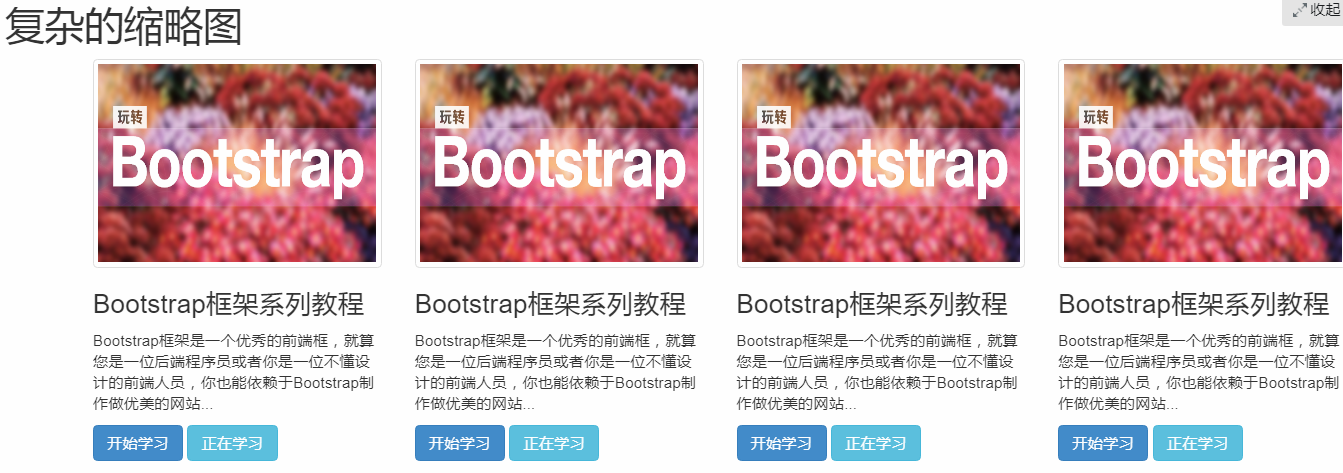 复杂的缩略图
收起
玩转
Bootstrap
玩转
Bootstrap
玩转
Bootstrap
玩转
Bootstrap
Bootstrap框架系列教程
Bootstrap框架是一个优秀的前端框，就算
您是一位后端程序员或者你是一位不懂设
计的前端人员，你也能依赖于Bootstrap制
作做优美的网站...
开始学习 正在学习
Bootstrap框架系列教程
Bootstrap框架是一个优秀的前端框，就算
您是一位后端程序员或者你是一位不懂设
计的前端人员，你也能依赖于Bootstrap制
作做优美的网站...
开始学习 正在学习
Bootstrap框架系列教程
Bootstrap框架是一个优秀的前端框，就算
您是一位后端程序员或者你是一位不懂设
计的前端人员，你也能依赖于Bootstrap制
作做优美的网站...
开始学习 正在学习
Bootstrap框架系列教程
Bootstrap框架是一个优秀的前端框，就算
您是一位后端程序员或者你是一位不懂设
计的前端人员，你也能依赖于Bootstrap制
作做优美的网站...
开始学习 正在学习